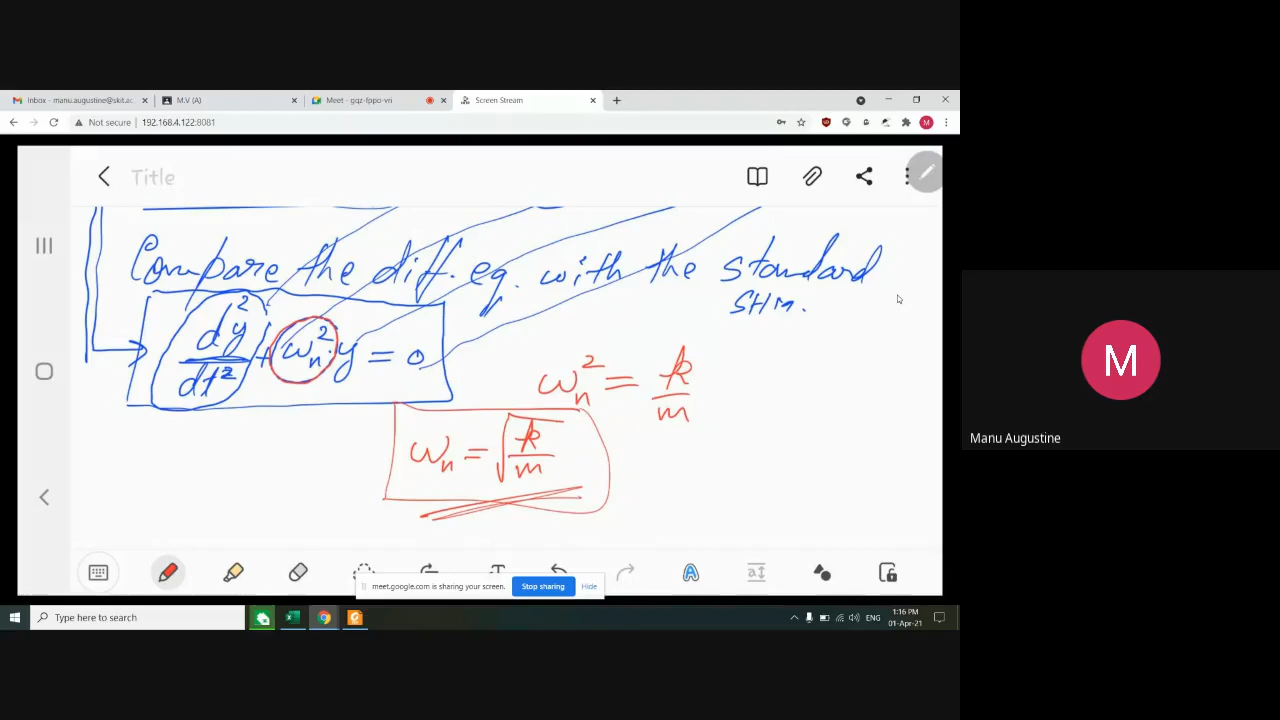 Inbox - manu.augustine@skit.ac. M.V (A) Meet - gqz-fppo-vri Screen Stream
Not secure 192.168.4.122:8081
Title
Compare the diff. eq. with the standard
SHM.
d²y/dt² + ωn² y = 0
ωn² = k/m
ωn = √(k/m)
Manu Augustine
M
meet.google.com is sharing your screen. Stop sharing Hide
Type here to search
ENG
1:16 PM
01-Apr-21